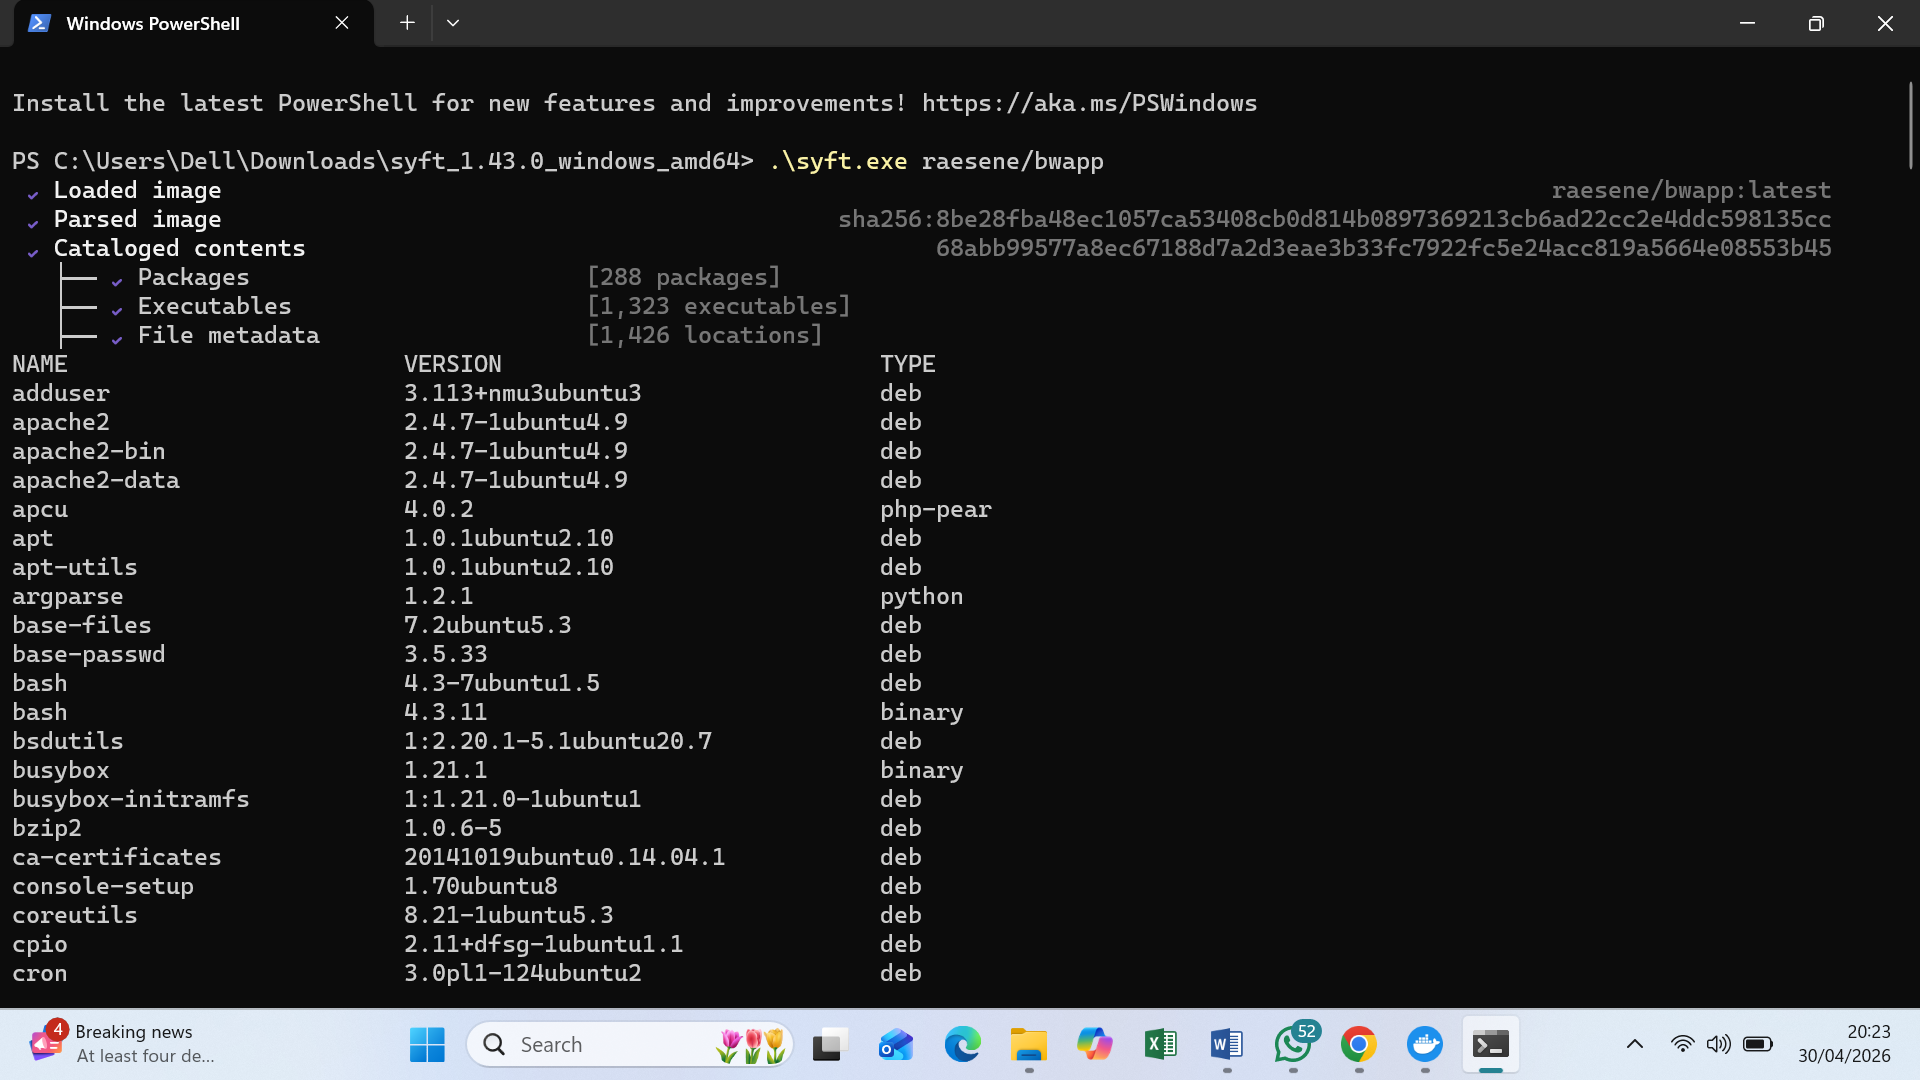 Windows PowerShell
Install the latest PowerShell for new features and improvements! https://aka.ms/PSWindows
PS C:\Users\Dell\Downloads\syft_1.43.0_windows_amd64> .\syft.exe raesene/bwapp
✓ Loaded image raesene/bwapp:latest
✓ Parsed image sha256:8be28fba48ec1057ca53408cb0d814b0897369213cb6ad22cc2e4ddc598135cc
✓ Cataloged contents 68abb99577a8ec67188d7a2d3eae3b33fc7922fc5e24acc819a5664e08553b45
├── ✓ Packages [288 packages]
├── ✓ Executables [1,323 executables]
├── ✓ File metadata [1,426 locations]
NAME VERSION TYPE
adduser 3.113+nmu3ubuntu3 deb
apache2 2.4.7-1ubuntu4.9 deb
apache2-bin 2.4.7-1ubuntu4.9 deb
apache2-data 2.4.7-1ubuntu4.9 deb
apcu 4.0.2 php-pear
apt 1.0.1ubuntu2.10 deb
apt-utils 1.0.1ubuntu2.10 deb
argparse 1.2.1 python
base-files 7.2ubuntu5.3 deb
base-passwd 3.5.33 deb
bash 4.3-7ubuntu1.5 deb
bash 4.3.11 binary
bsdutils 1:2.20.1-5.1ubuntu20.7 deb
busybox 1.21.1 binary
busybox-initramfs 1:1.21.0-1ubuntu1 deb
bzip2 1.0.6-5 deb
ca-certificates 20141019ubuntu0.14.04.1 deb
console-setup 1.70ubuntu8 deb
coreutils 8.21-1ubuntu5.3 deb
cpio 2.11+dfsg-1ubuntu1.1 deb
cron 3.0pl1-124ubuntu2 deb
4 Breaking news
At least four de...
Search
52
20:23
30/04/2026